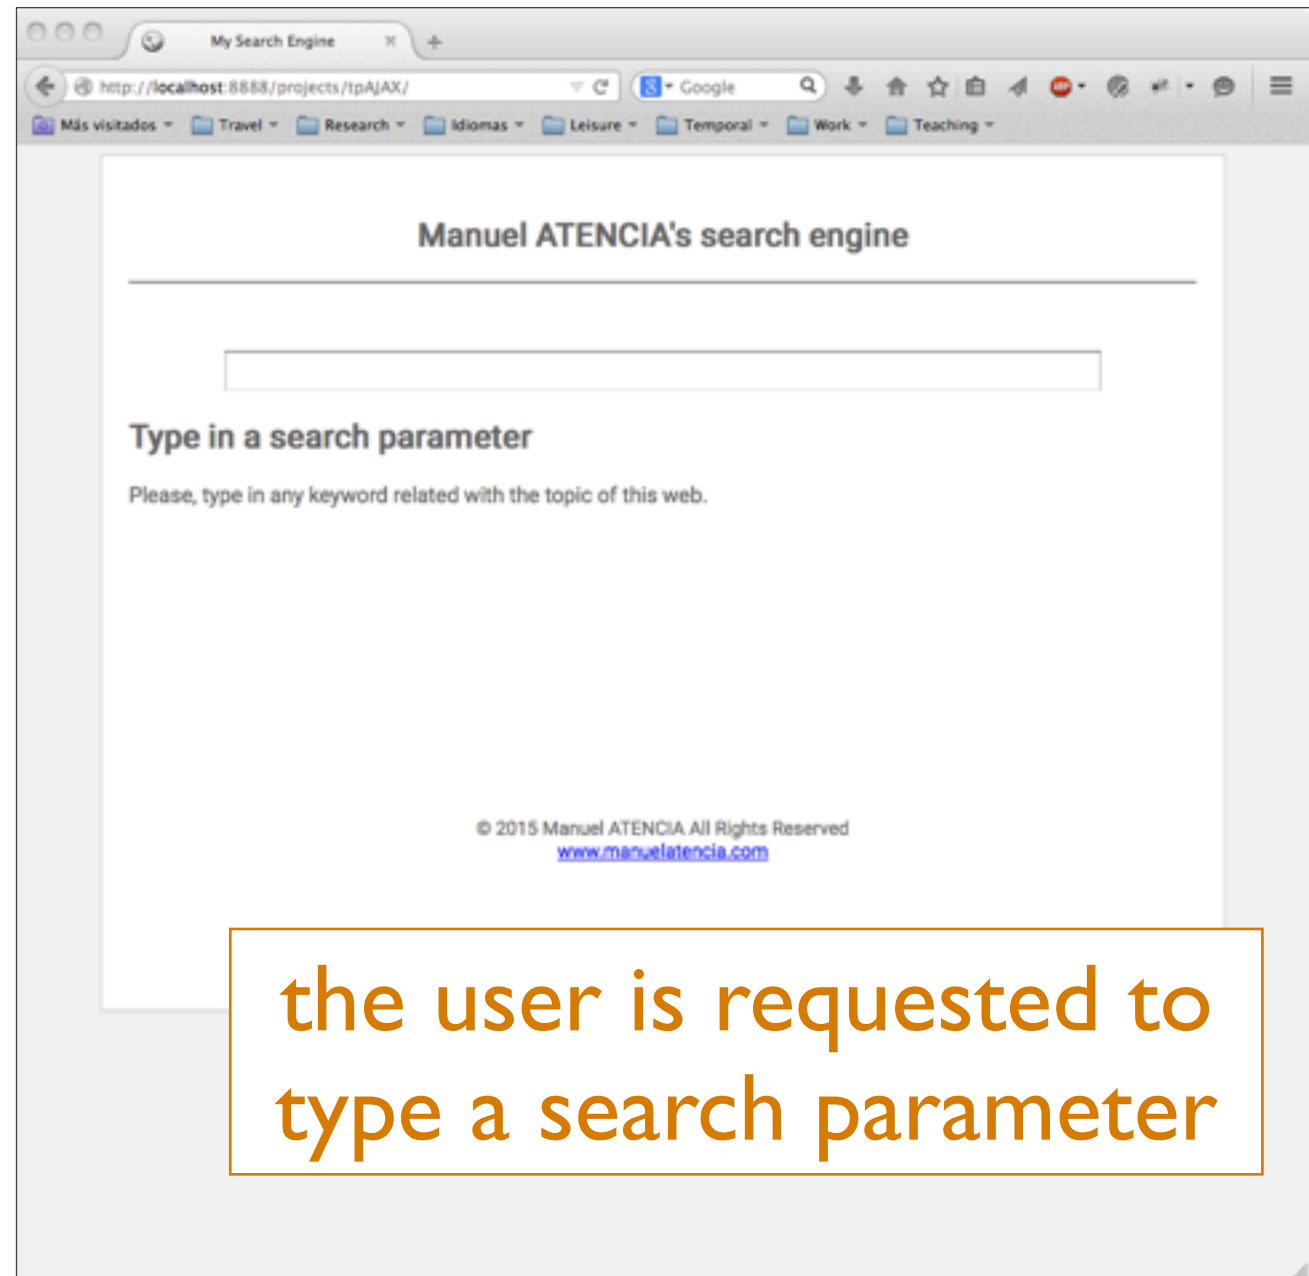 My Search Engine
http://localhost:8888/projects/tpAJAX/
Google
Más visitados Travel Research Idiomas Leisure Temporal Work Teaching
Manuel ATENCIA's search engine
Type in a search parameter
Please, type in any keyword related with the topic of this web.
© 2015 Manuel ATENCIA All Rights Reserved
www.manuelatencia.com
the user is requested to
type a search parameter